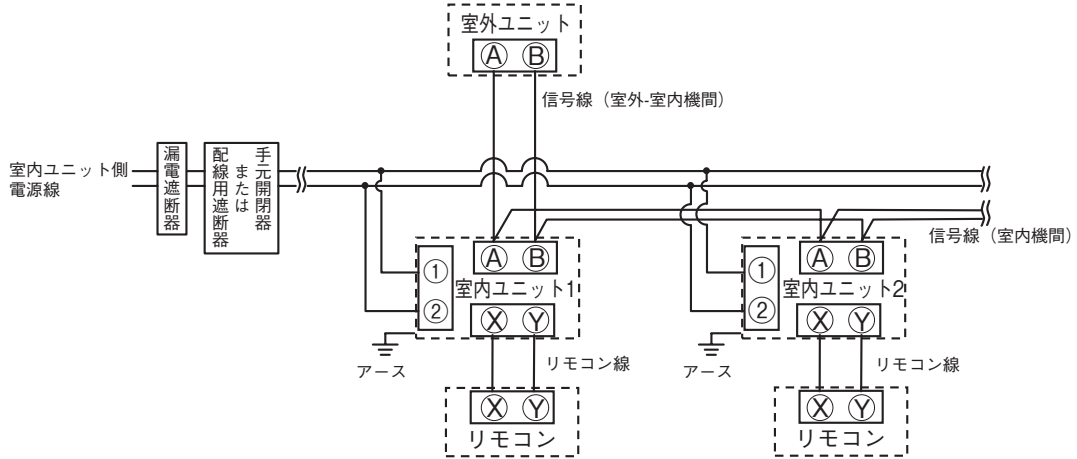 室外ユニット
A B
信号線（室外-室内機間）
室内ユニット側
電源線
漏電遮断器
手元開閉器
または
配線用遮断器
信号線（室内機間）
A B
1
室内ユニット1
2
X Y
アース
リモコン線
X Y
リモコン
A B
1
室内ユニット2
2
X Y
アース
リモコン線
X Y
リモコン